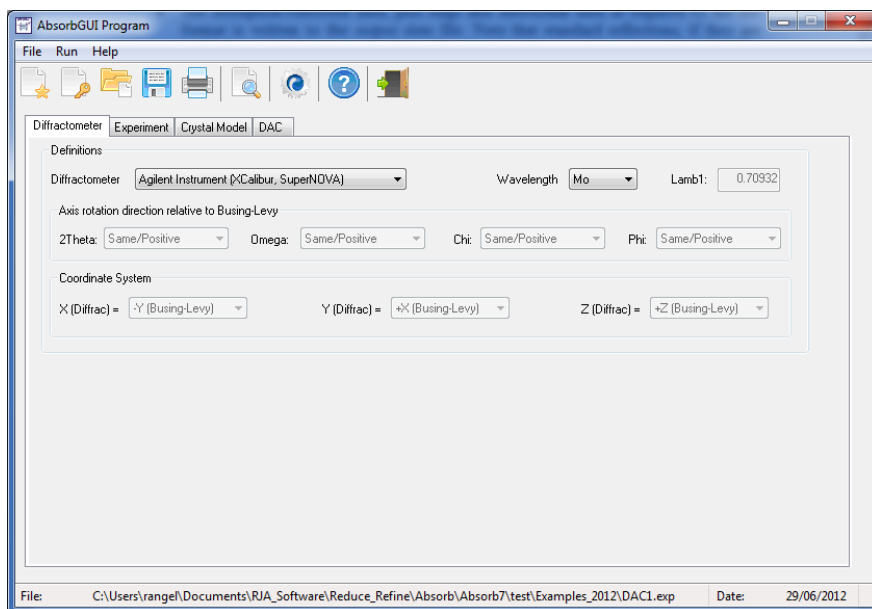 AbsorbGUI Program
File Run Help
Diffractometer Experiment Crystal Model DAC
Definitions
Diffractometer Agilent Instrument (XCalibur, SuperNOVA) Wavelength Mo Lamb1: 0.70932
Axis rotation direction relative to Busing-Levy
2Theta: Same/Positive Omega: Same/Positive Chi: Same/Positive Phi: Same/Positive
Coordinate System
X (Diffrac) = -Y (Busing-Levy) Y (Diffrac) = +X (Busing-Levy) Z (Diffrac) = +Z (Busing-Levy)
File: C:\Users\rangel\Documents\RJA_Software\Reduce_Refine\Absorb\Absorb7\test\Examples_2012\DAC1.exp Date: 29/06/2012